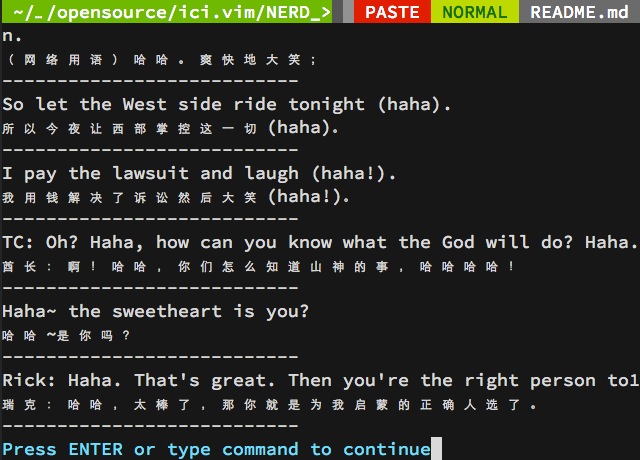 ~/_/opensource/ici.vim/NERD_> PASTE NORMAL README.md
n.
（网络用语）哈哈。爽快地大笑；
---------------------------
So let the West side ride tonight (haha).
所以今夜让西部掌控这一切 (haha).
---------------------------
I pay the lawsuit and laugh (haha!).
我用钱解决了诉讼然后大笑 (haha!).
---------------------------
TC: Oh? Haha, how can you know what the God will do? Haha.
酋长：啊！哈哈，你们怎么知道山神的事，哈哈哈哈！
---------------------------
Haha~ the sweetheart is you?
哈哈~是你吗？
---------------------------
Rick: Haha. That's great. Then you're the right person to1
瑞克：哈哈，太棒了，那你就是为我启蒙的正确人选了。
---------------------------
Press ENTER or type command to continue